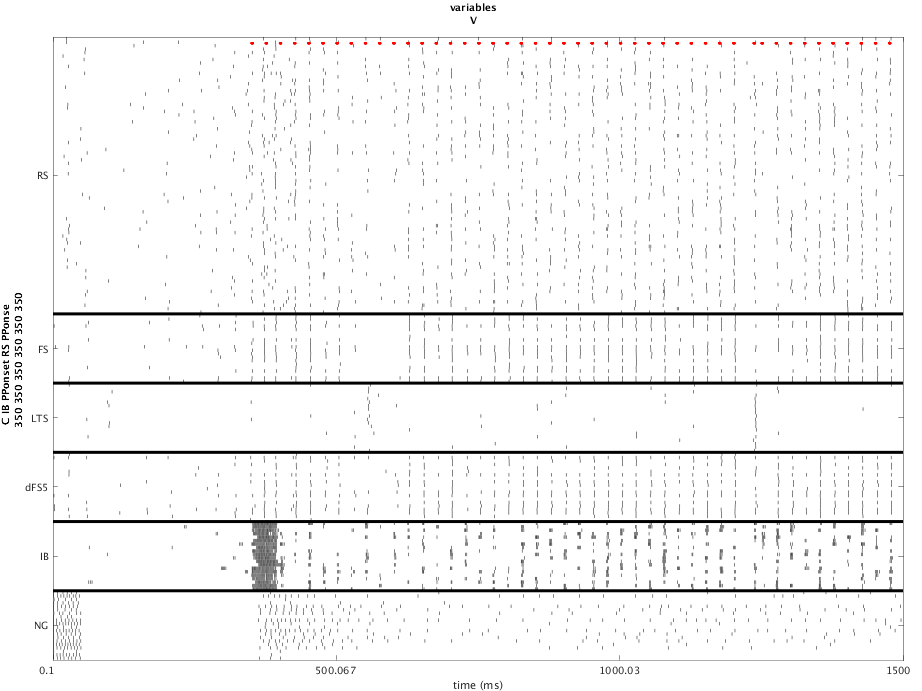 variables
V
C IB PPonset RS PPonse
350 350 350 350 350 350
RS
FS
LTS
dFS5
IB
NG
0.1
500.067
1000.03
1500
time (ms)